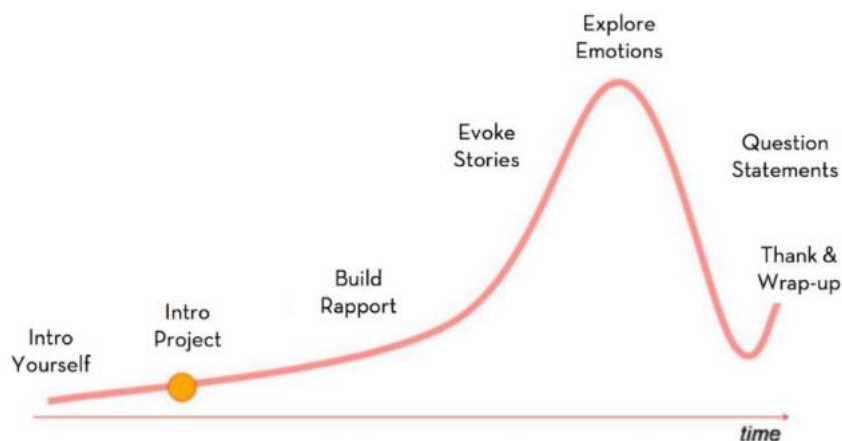 Explore
Emotions
Evoke
Stories
Question
Statements
Build
Rapport
Thank &
Wrap-up
Intro
Project
Intro
Yourself
time